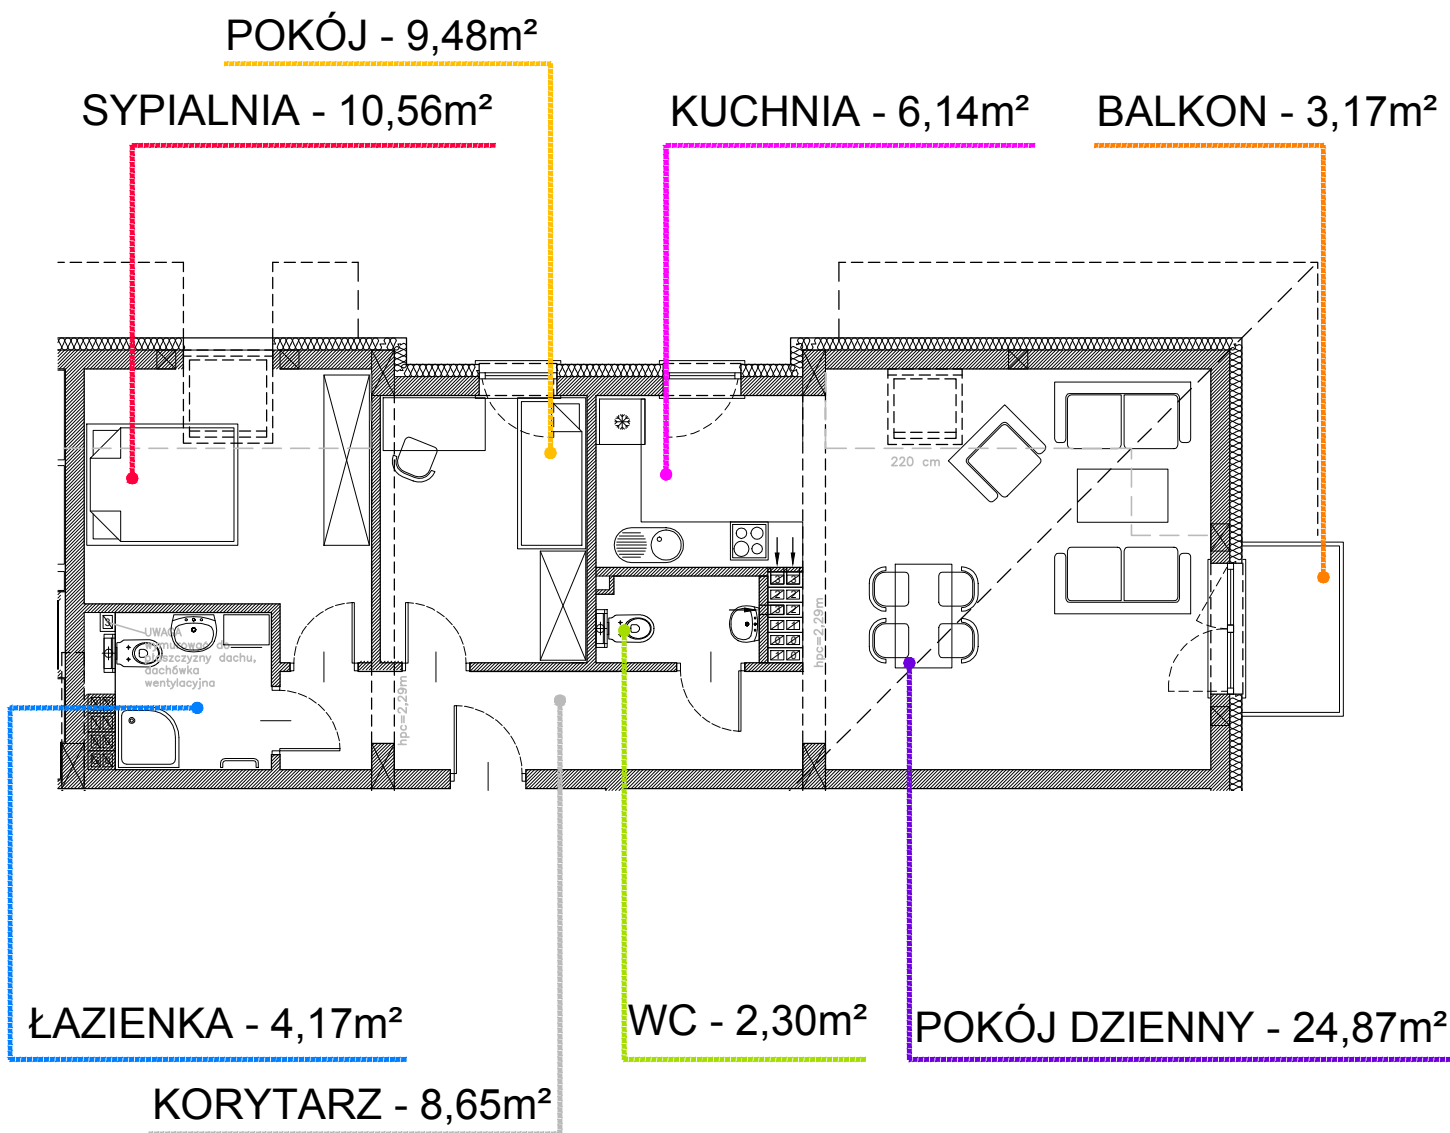 POKÓJ - 9,48m²
SYPIALNIA - 10,56m²
KUCHNIA - 6,14m²
BALKON - 3,17m²
220 cm
hpc=2,29m
UWAGA
dachu,
dachówka
wentylacyjna
hpc=2,29m
ŁAZIENKA - 4,17m²
WC - 2,30m²
POKÓJ DZIENNY - 24,87m²
KORYTARZ - 8,65m²